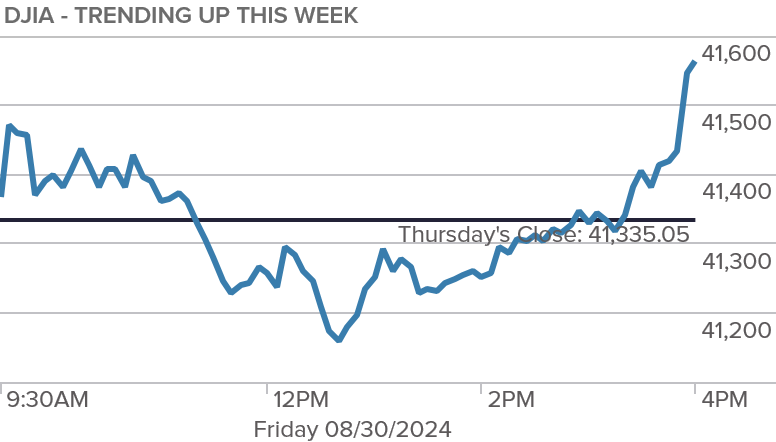 DJIA - TRENDING UP THIS WEEK
41,600
41,500
41,400
Thursday's Close: 41,335.05
41,300
41,200
9:30AM 12PM 2PM 4PM
Friday 08/30/2024